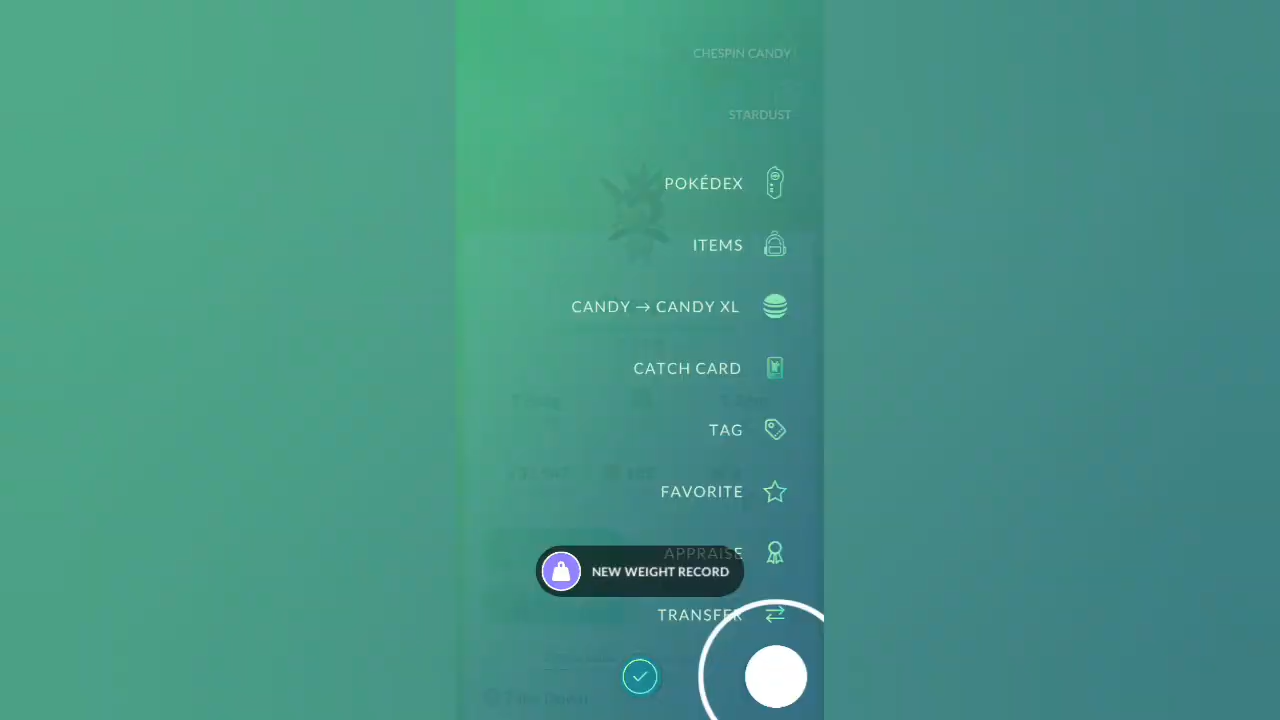 CHESPIN CANDY
STARDUST
POKÉDEX
ITEMS
CANDY → CANDY XL
CATCH CARD
TAG
FAVORITE
APPRAISE
NEW WEIGHT RECORD
TRANSFER